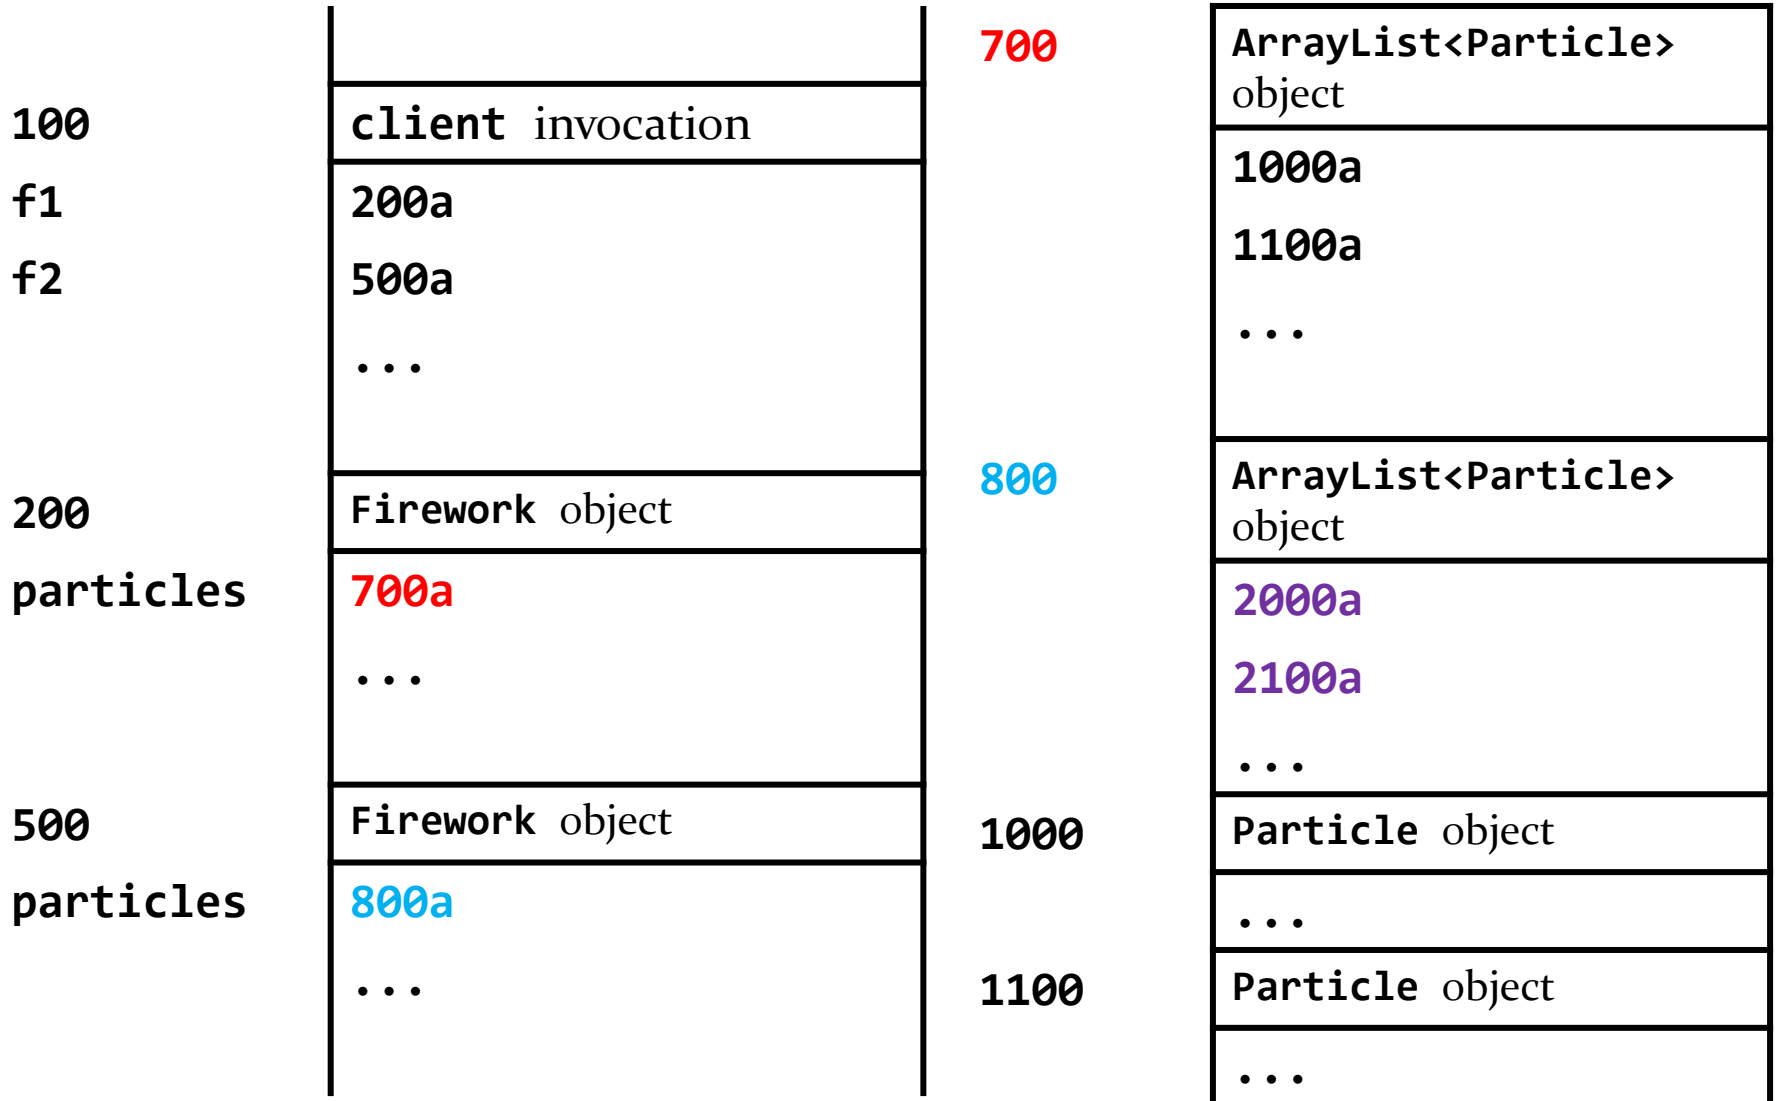 100 client invocation
f1 200a
f2 500a
...
200 Firework object
particles 700a
...
500 Firework object
particles 800a
...
700 ArrayList<Particle>
object
1000a
1100a
...
800 ArrayList<Particle>
object
2000a
2100a
...
1000 Particle object
...
1100 Particle object
...